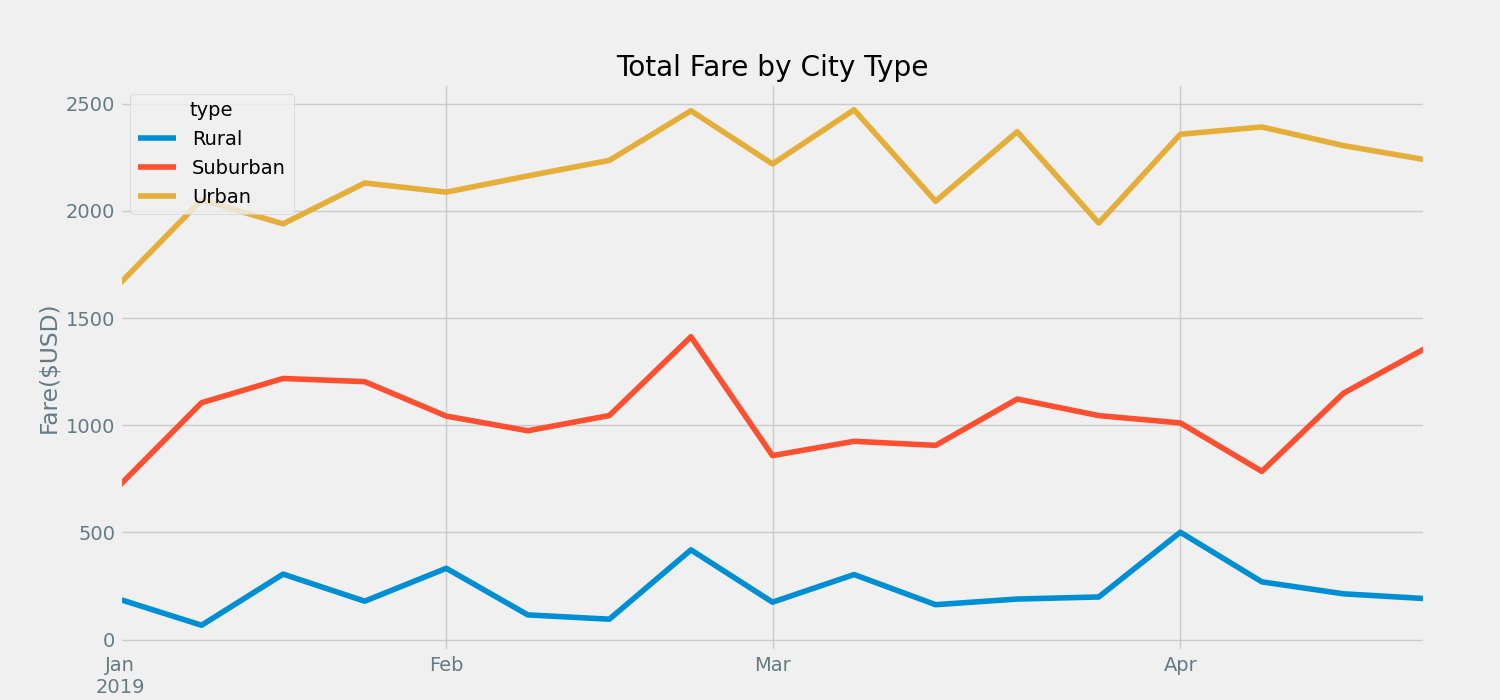 Total Fare by City Type
type
Rural
Suburban
Urban
Fare($USD)
2500
2000
1500
1000
500
0
Jan
2019
Feb
Mar
Apr